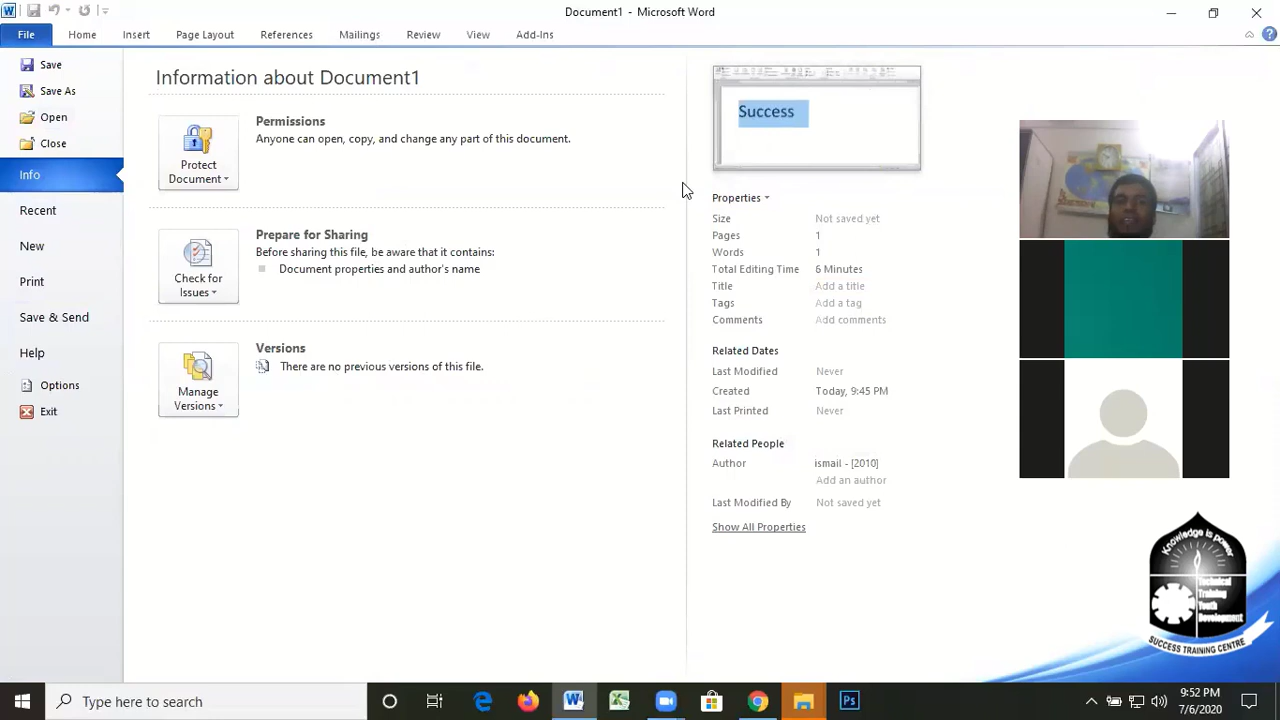 Document1 - Microsoft Word
File Home Insert Page Layout References Mailings Review View Add-Ins
Save
Save As
Open
Close
Info
Recent
New
Print
Save & Send
Help
Options
Exit
Information about Document1
Protect
Document
Permissions
Anyone can open, copy, and change any part of this document.
Check for
Issues
Prepare for Sharing
Before sharing this file, be aware that it contains:
Document properties and author's name
Manage
Versions
Versions
There are no previous versions of this file.
Success
Properties
Size Not saved yet
Pages 1
Words 1
Total Editing Time 6 Minutes
Title Add a title
Tags Add a tag
Comments Add comments
Related Dates
Last Modified Never
Created Today, 9:45 PM
Last Printed Never
Related People
Author ismail - [2010]
Add an author
Last Modified By Not saved yet
Show All Properties
Knowledge is power
Technical
Training
Youth
Development
SUCCESS TRAINING CENTRE
Type here to search
9:52 PM
7/6/2020